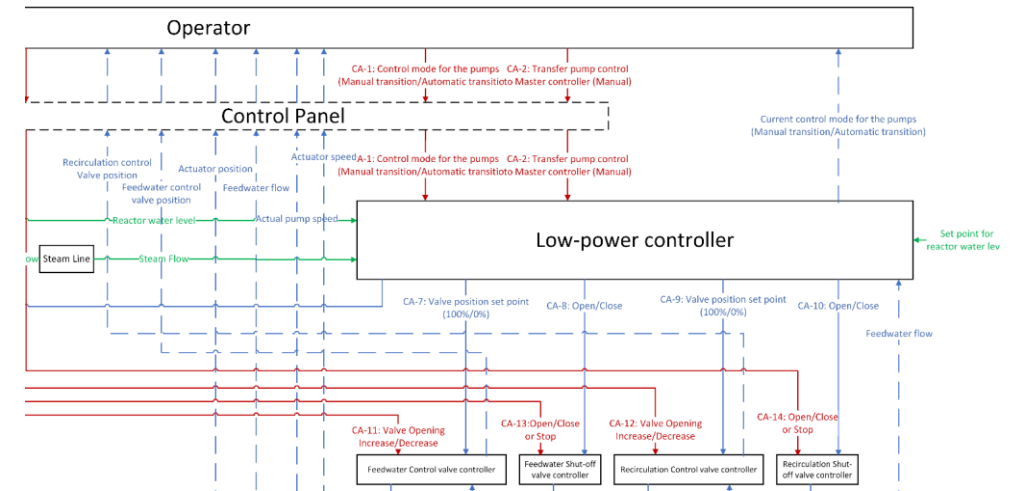 Operator
CA-1: Control mode for the pumps
(Manual transition/Automatic transitio
CA-2: Transfer pump control
to Master controller (Manual)
Control Panel
Current control mode for the pumps
(Manual transition/Automatic transition)
Recirculation control
Valve position
Actuator position
Feedwater control
valve position
Feedwater flow
Actuator speed
A-1: Control mode for the pumps
(Manual transition/Automatic transitio
CA-2: Transfer pump control
to Master controller (Manual)
Reactor water level
Actual pump speed
Low-power controller
Set point for
reactor water lev
ow
Steam Line
Steam Flow
CA-7: Valve position set point
(100%/0%)
CA-8: Open/Close
CA-9: Valve position set point
(100%/0%)
CA-10: Open/Close
Feedwater flow
CA-11: Valve Opening
Increase/Decrease
CA-13:Open/Close
or Stop
CA-12: Valve Opening
Increase/Decrease
CA-14: Open/Close
or Stop
Feedwater Control valve controller
Feedwater Shut-off
valve controller
Recirculation Control valve controller
Recirculation Shut-
off valve controller